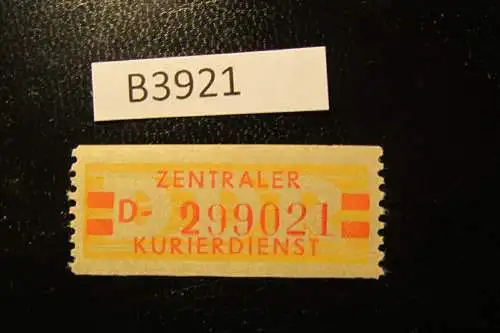 B3921
ZENTRALER
D- 299021
KURIERDIENST